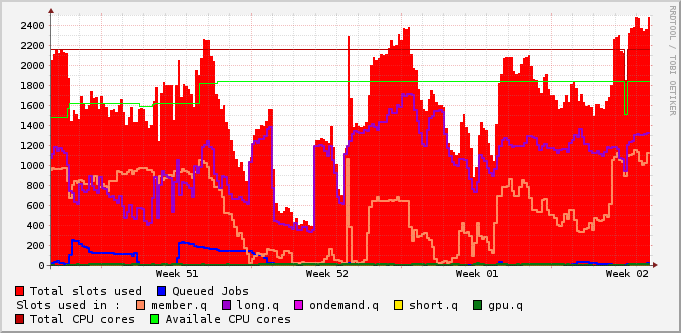 RRDTOOL / TOBI OETIKER
2400
2200
2000
1800
1600
1400
1200
1000
800
600
400
200
0
Week 51 Week 52 Week 01 Week 02
Total slots used Queued Jobs
Slots used in : member.q long.q ondemand.q short.q gpu.q
Total CPU cores Availale CPU cores